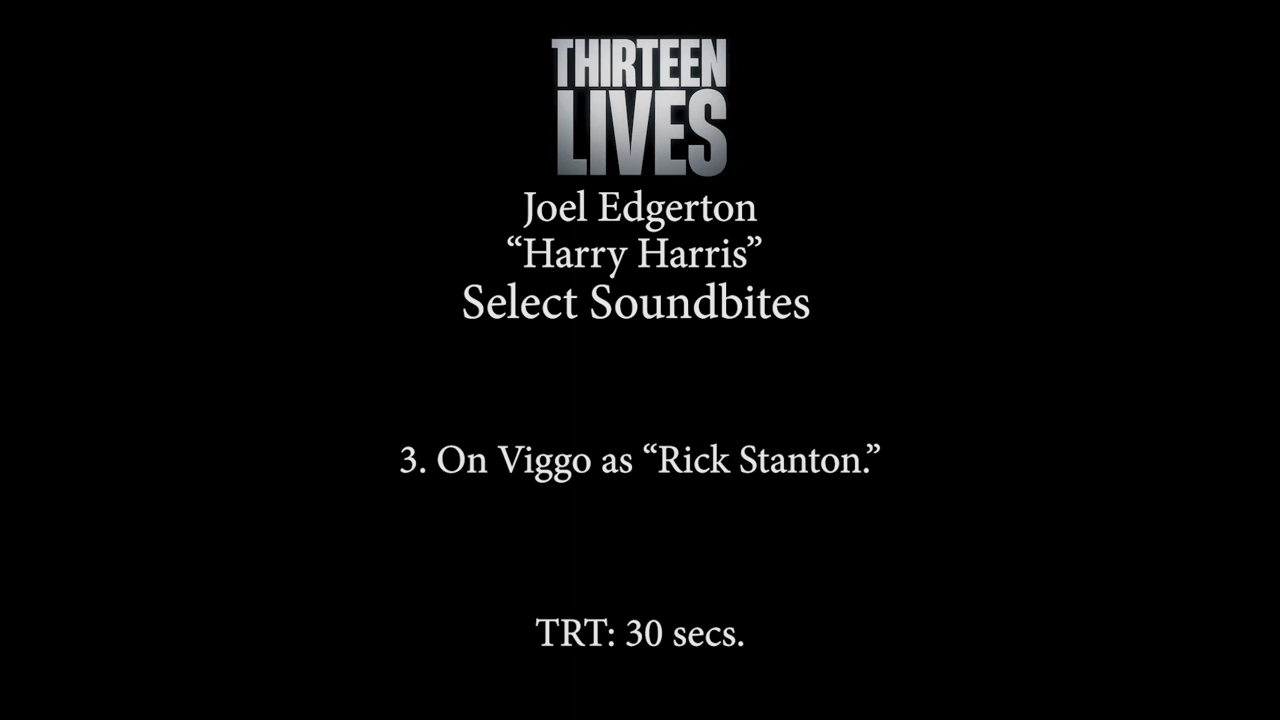 THIRTEEN
LIVES
Joel Edgerton
“Harry Harris”
Select Soundbites
3. On Viggo as “Rick Stanton.”
TRT: 30 secs.